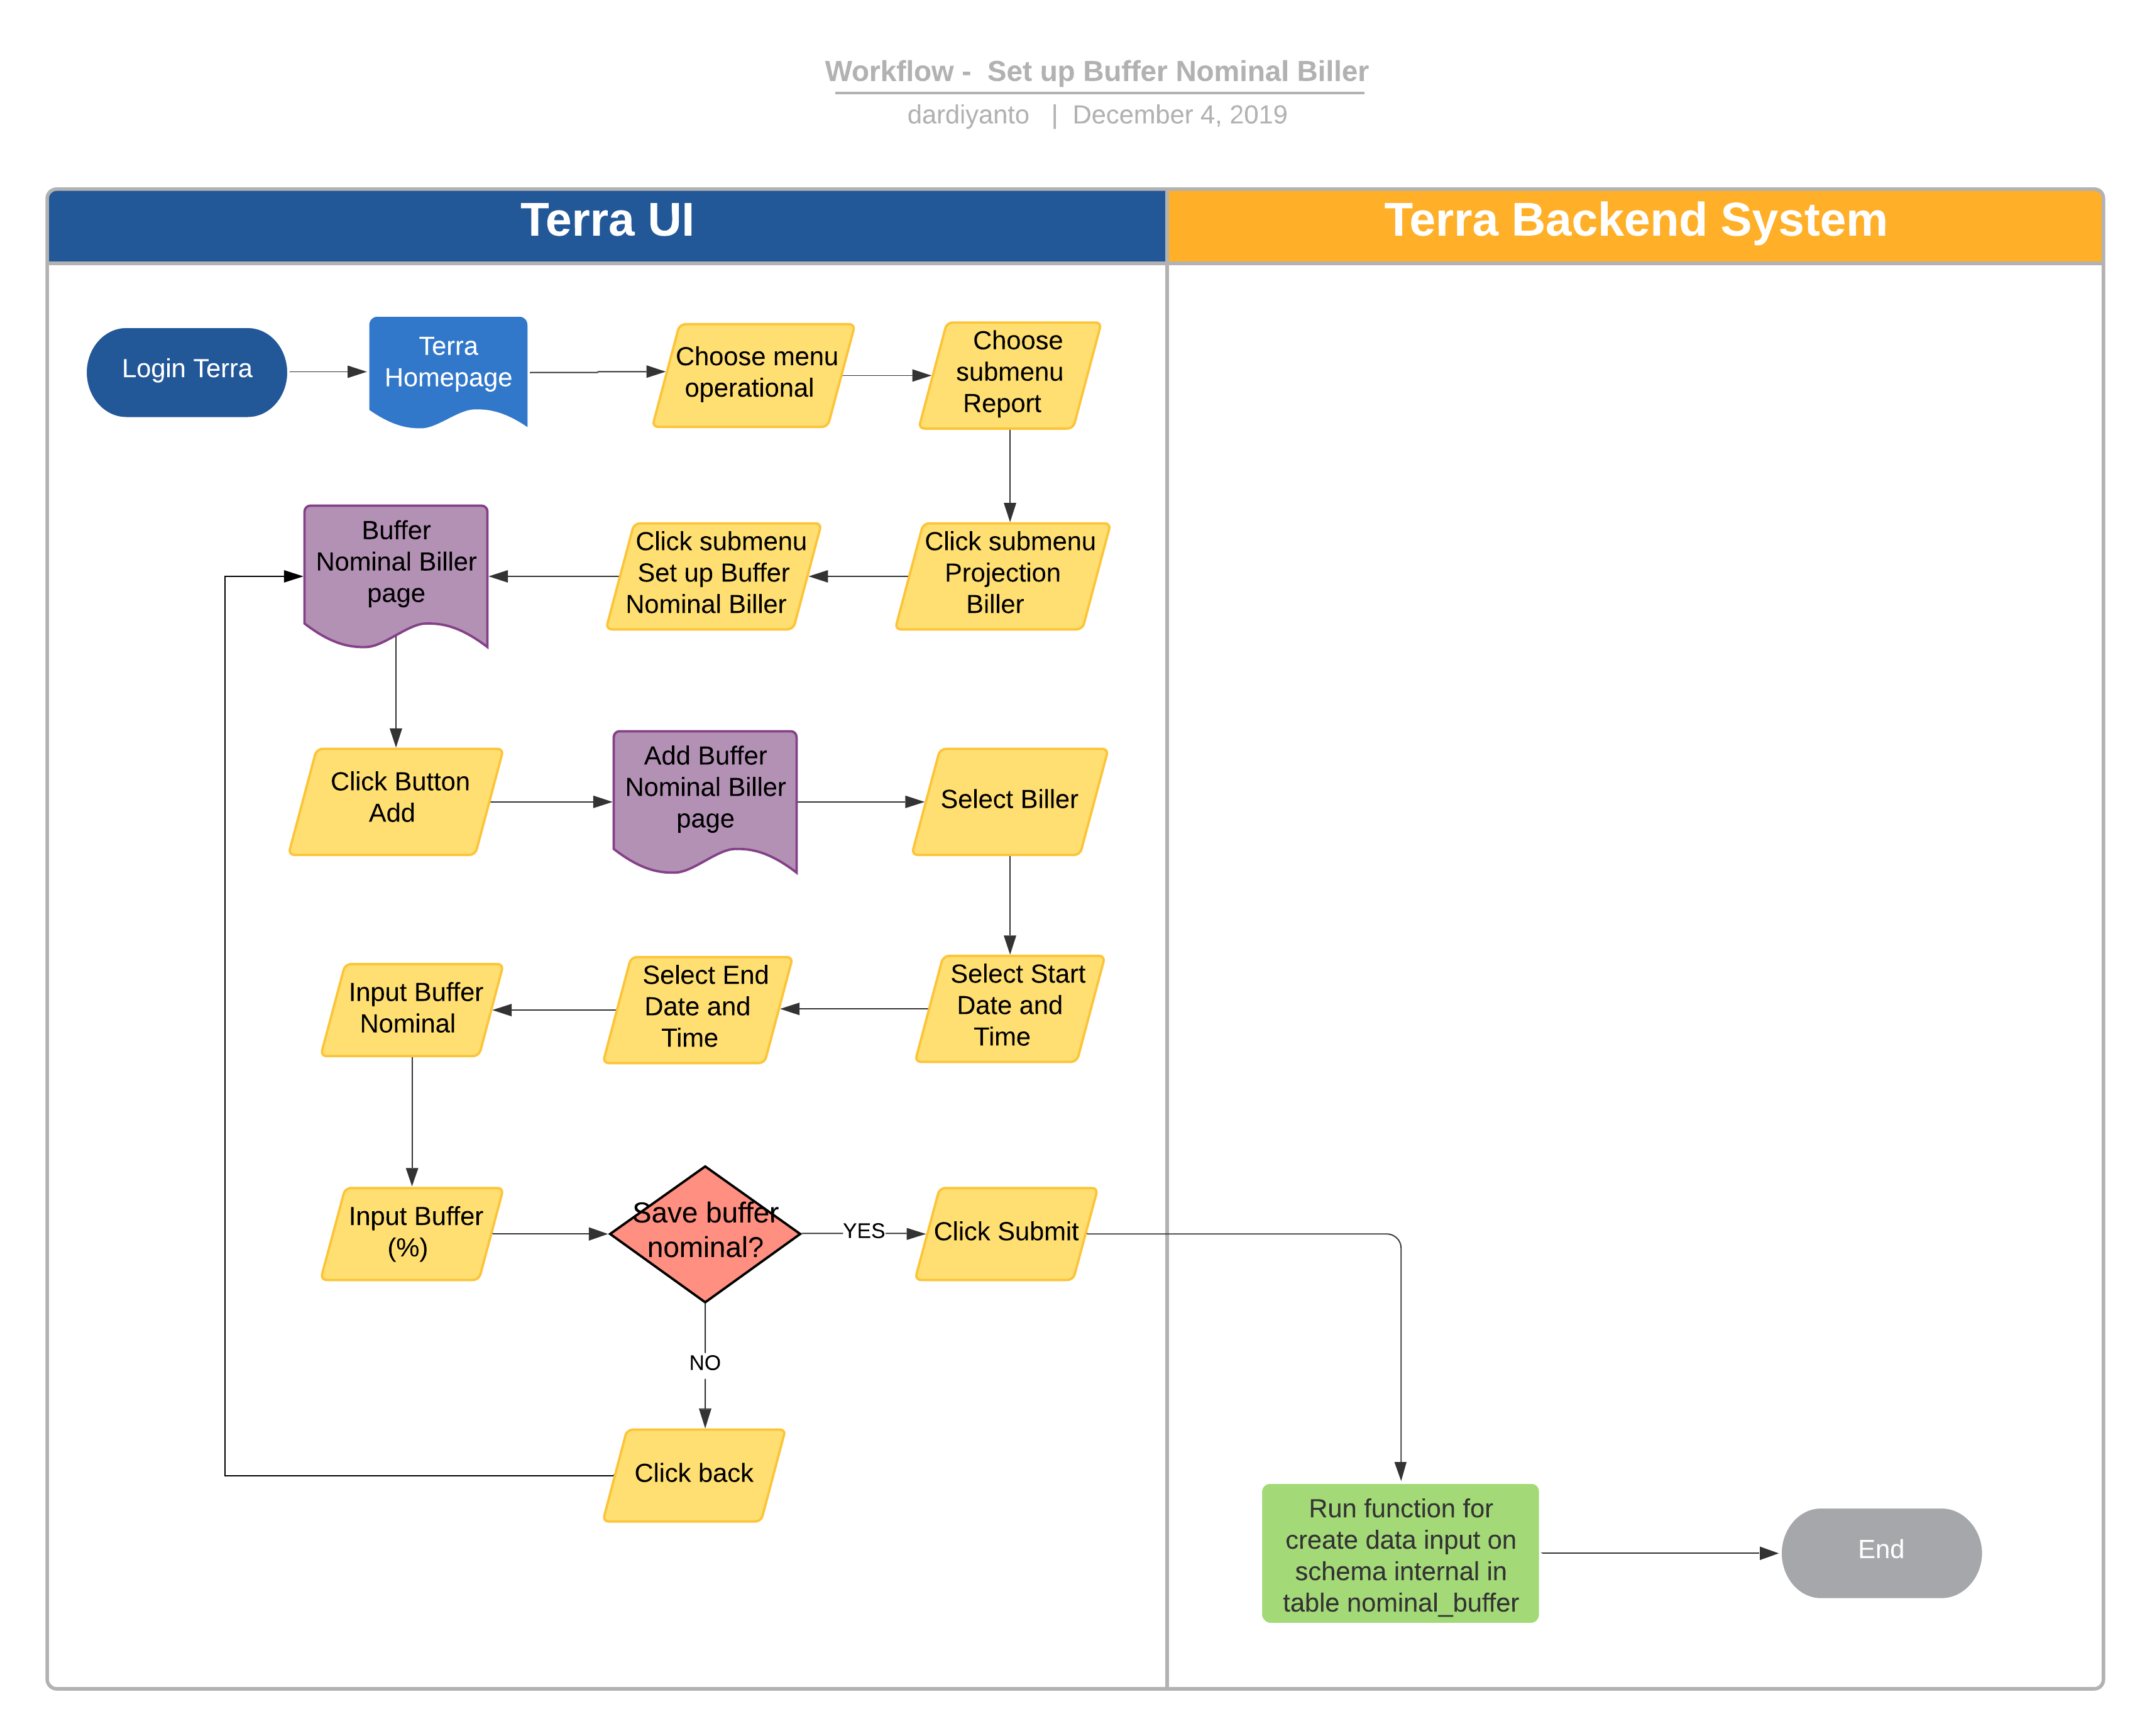 Workflow - Set up Buffer Nominal Biller
dardiyanto | December 4, 2019
Terra UI
Terra Backend System
Login Terra
Terra
Homepage
Choose menu
operational
Choose
submenu
Report
Click submenu
Projection
Biller
Click submenu
Set up Buffer
Nominal Biller
Buffer
Nominal Biller
page
Click Button
Add
Add Buffer
Nominal Biller
page
Select Biller
Select Start
Date and
Time
Select End
Date and
Time
Input Buffer
Nominal
Input Buffer
(%)
Save buffer
nominal?
YES
Click Submit
NO
Click back
Run function for
create data input on
schema internal in
table nominal_buffer
End